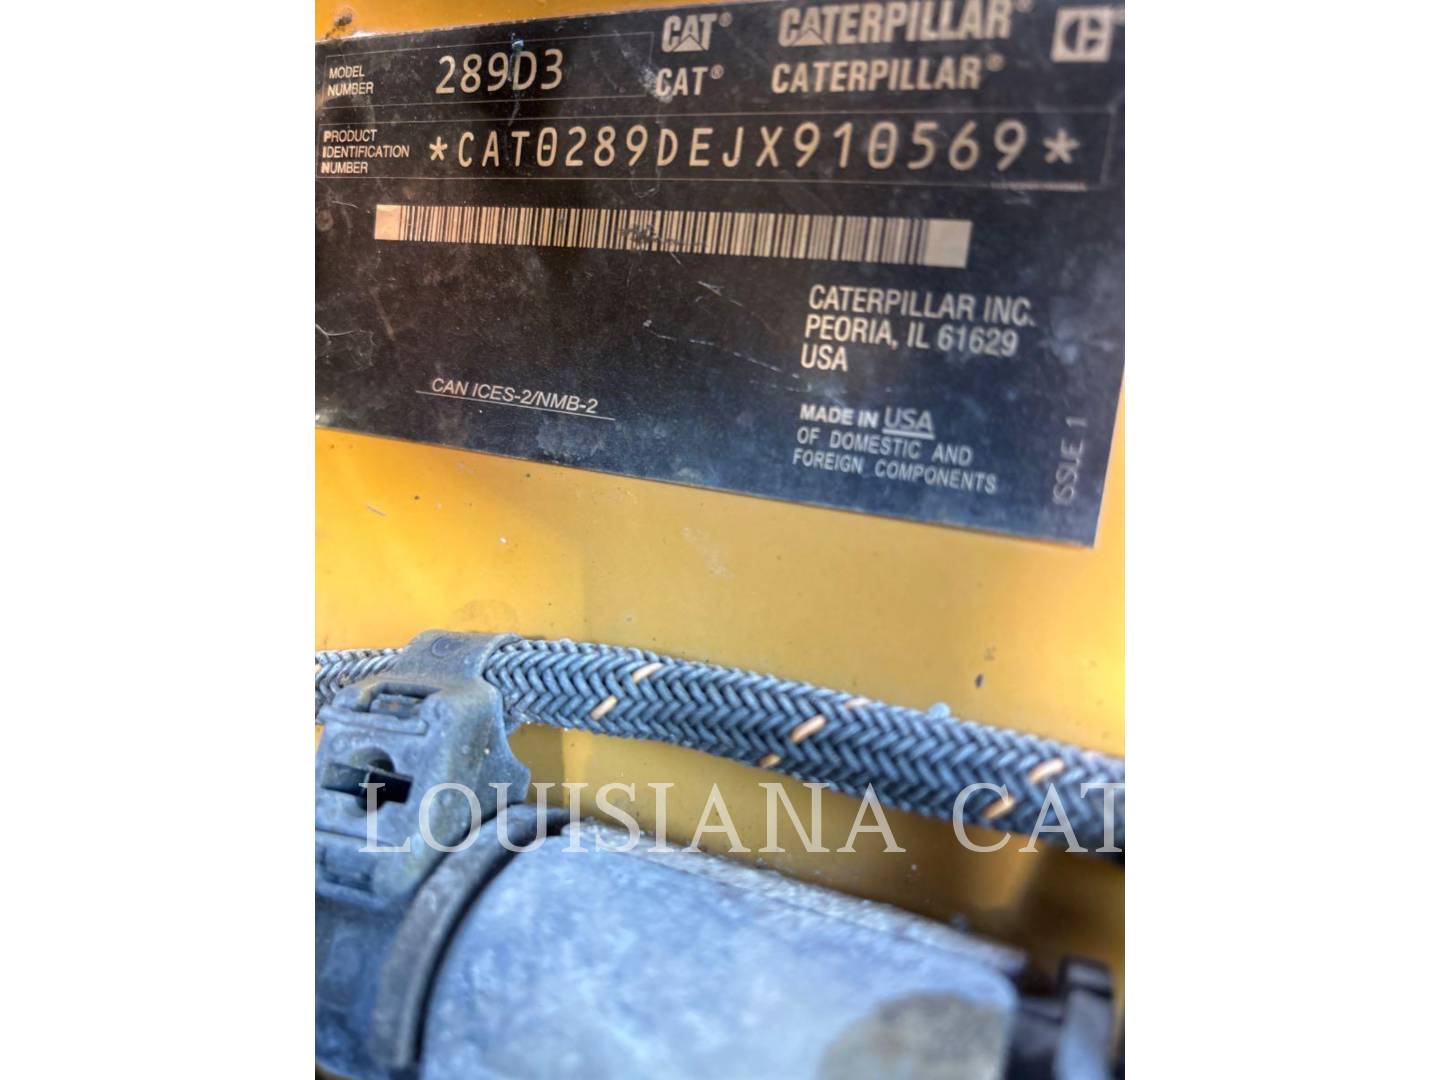 CAT® CATERPILLAR®
MODEL NUMBER 289D3 CAT® CATERPILLAR®
PRODUCT IDENTIFICATION NUMBER *CAT0289DEJX910569*
CATERPILLAR INC.
PEORIA, IL 61629
USA
CAN ICES-2/NMB-2
MADE IN USA
OF DOMESTIC AND
FOREIGN COMPONENTS
ISSUE 1
LOUISIANA CAT